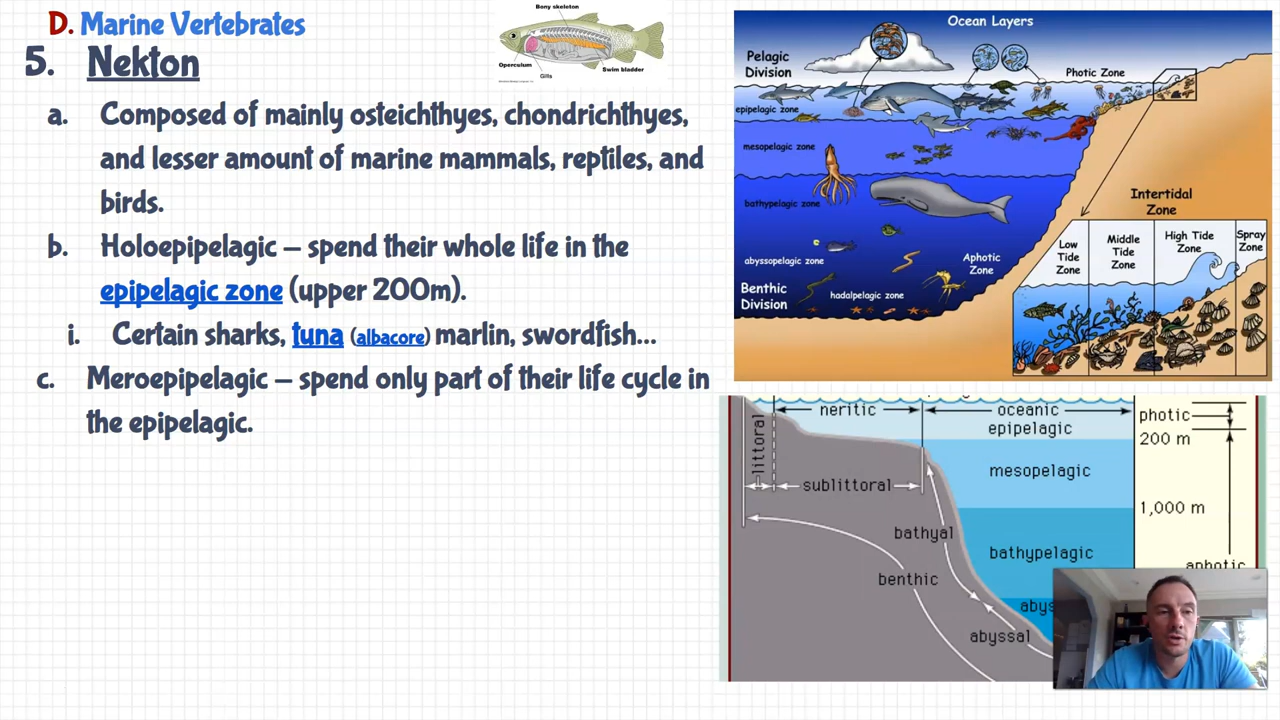 D. Marine Vertebrates
5. Nekton
a. Composed of mainly osteichthyes, chondrichthyes,
and lesser amount of marine mammals, reptiles, and
birds.
b. Holoepipelagic – spend their whole life in the
epipelagic zone (upper 200m).
i. Certain sharks, tuna (albacore) marlin, swordfish...
c. Meroepipelagic – spend only part of their life cycle in
the epipelagic.
Bony skeleton
Operculum
Gills
Swim bladder
Ocean Layers
Pelagic
Division
Photic Zone
epipelagic zone
mesopelagic zone
bathypelagic zone
abyssopelagic zone
Aphotic
Zone
Benthic
Division
hadalpelagic zone
Intertidal
Zone
Low
Tide
Zone
Middle
Tide
Zone
High Tide
Zone
Spray
Zone
neritic
oceanic
photic
epipelagic
200 m
littoral
mesopelagic
sublittoral
1,000 m
bathyal
bathypelagic
aphotic
benthic
abys
abyssal